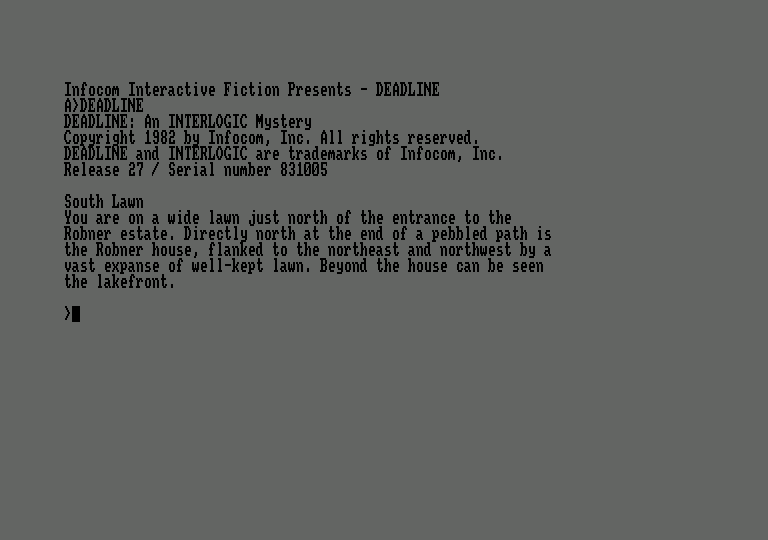 Infocom Interactive Fiction Presents - DEADLINE
A>DEADLINE
DEADLINE: An INTERLOGIC Mystery
Copyright 1982 by Infocom, Inc. All rights reserved.
DEADLINE and INTERLOGIC are trademarks of Infocom, Inc.
Release 27 / Serial number 831005
South Lawn
You are on a wide lawn just north of the entrance to the
Robner estate. Directly north at the end of a pebbled path is
the Robner house, flanked to the northeast and northwest by a
vast expanse of well-kept lawn. Beyond the house can be seen
the lakefront.
>